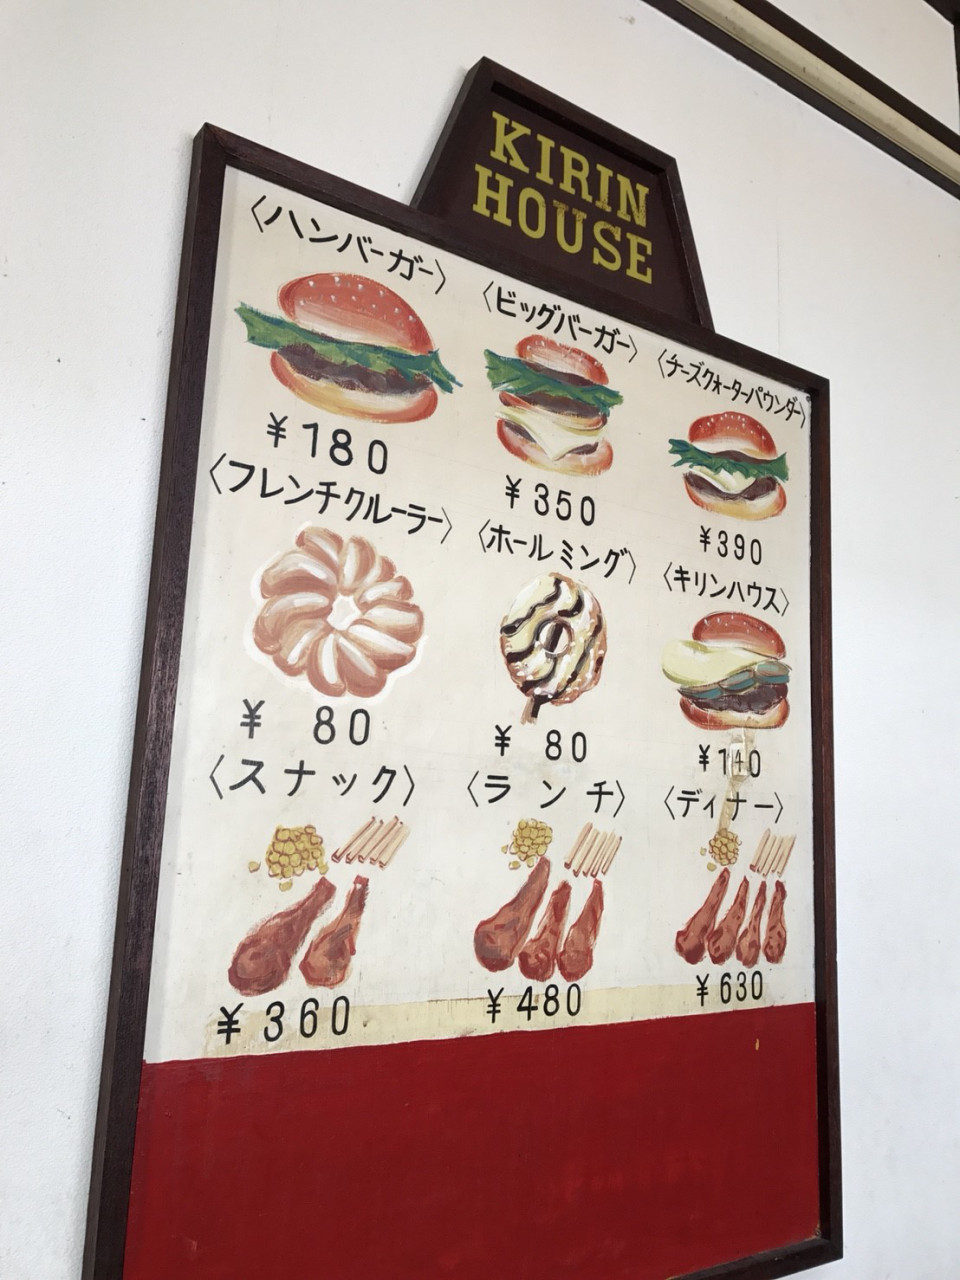 KIRIN
HOUSE
〈ハンバーガー〉
〈ビッグバーガー〉
〈チーズクォーターパウンダー〉
¥180
¥350
¥390
〈フレンチクルーラー〉
〈ホールミング〉
〈キリンハウス〉
¥ 80
¥ 80
¥140
〈スナック〉
〈ランチ〉
〈ディナー〉
¥360
¥480
¥630